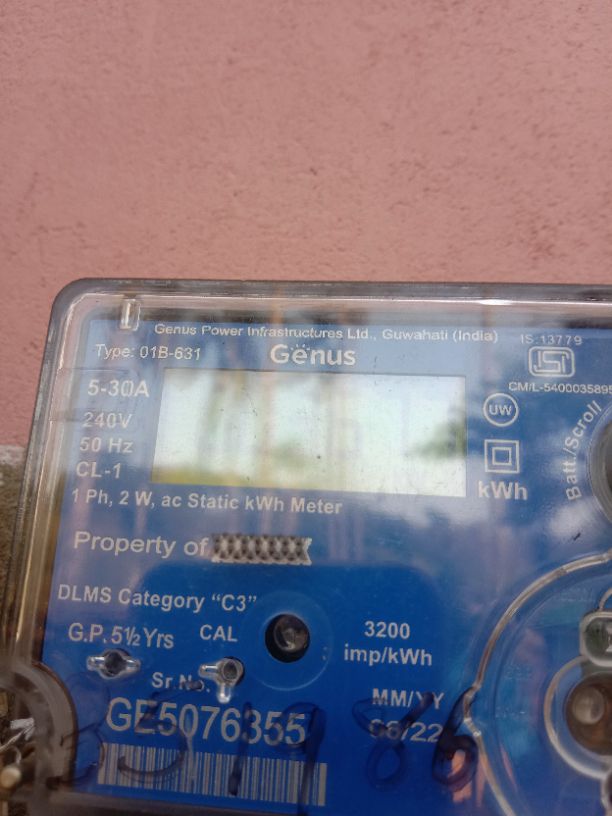 Genus Power Infrastructures Ltd., Guwahati (India)
IS:13779
Type: 01B-631
Genus
ISI
CM/L-5400035895
5-30A
240V
50 Hz
CL-1
UW
kWh
Batt./Scroll
1 Ph, 2 W, ac Static kWh Meter
Property of
DLMS Category "C3"
G.P. 5½ Yrs
CAL
3200
imp/kWh
Sr.No.
MM/YY
06/22
GE5076355